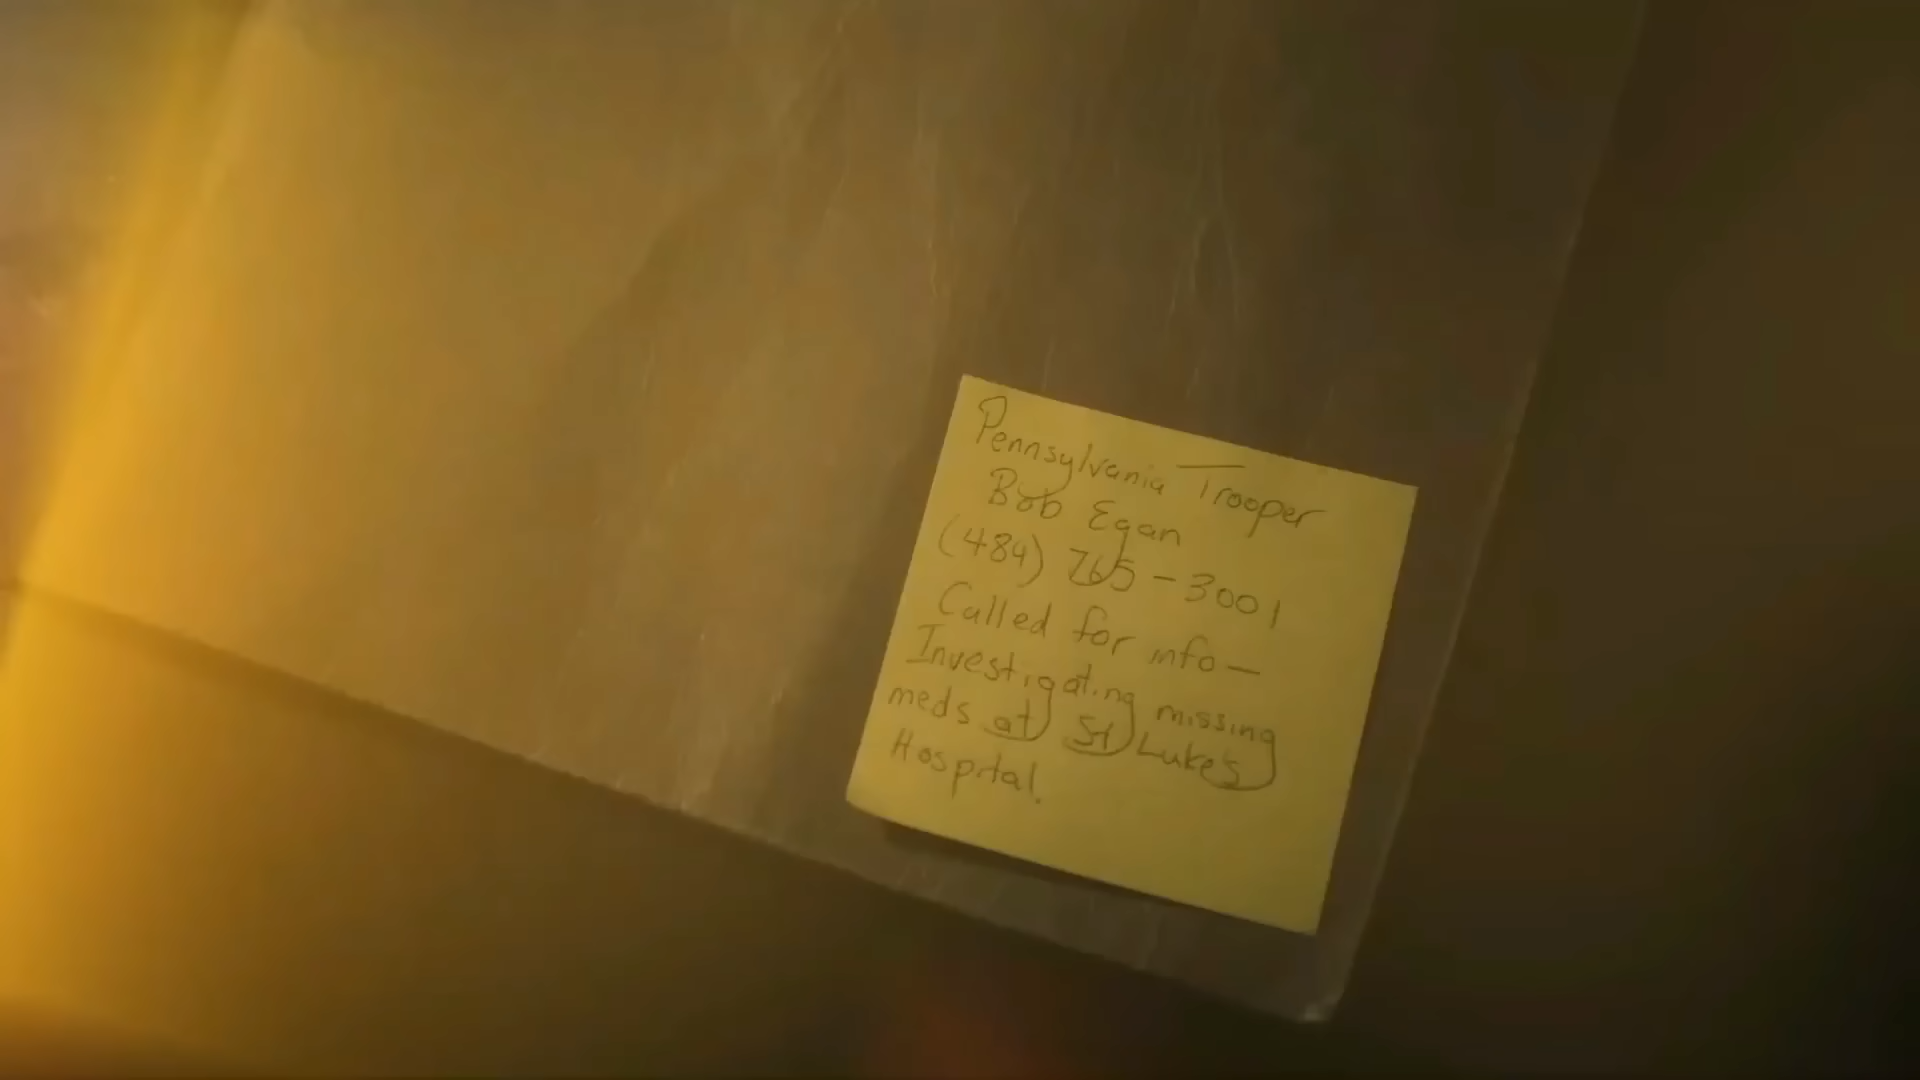 Pennsylvania Trooper
Bob Egan
(484) 765-3001
Called for info—
Investigating missing
meds at St Luke's
Hospital.